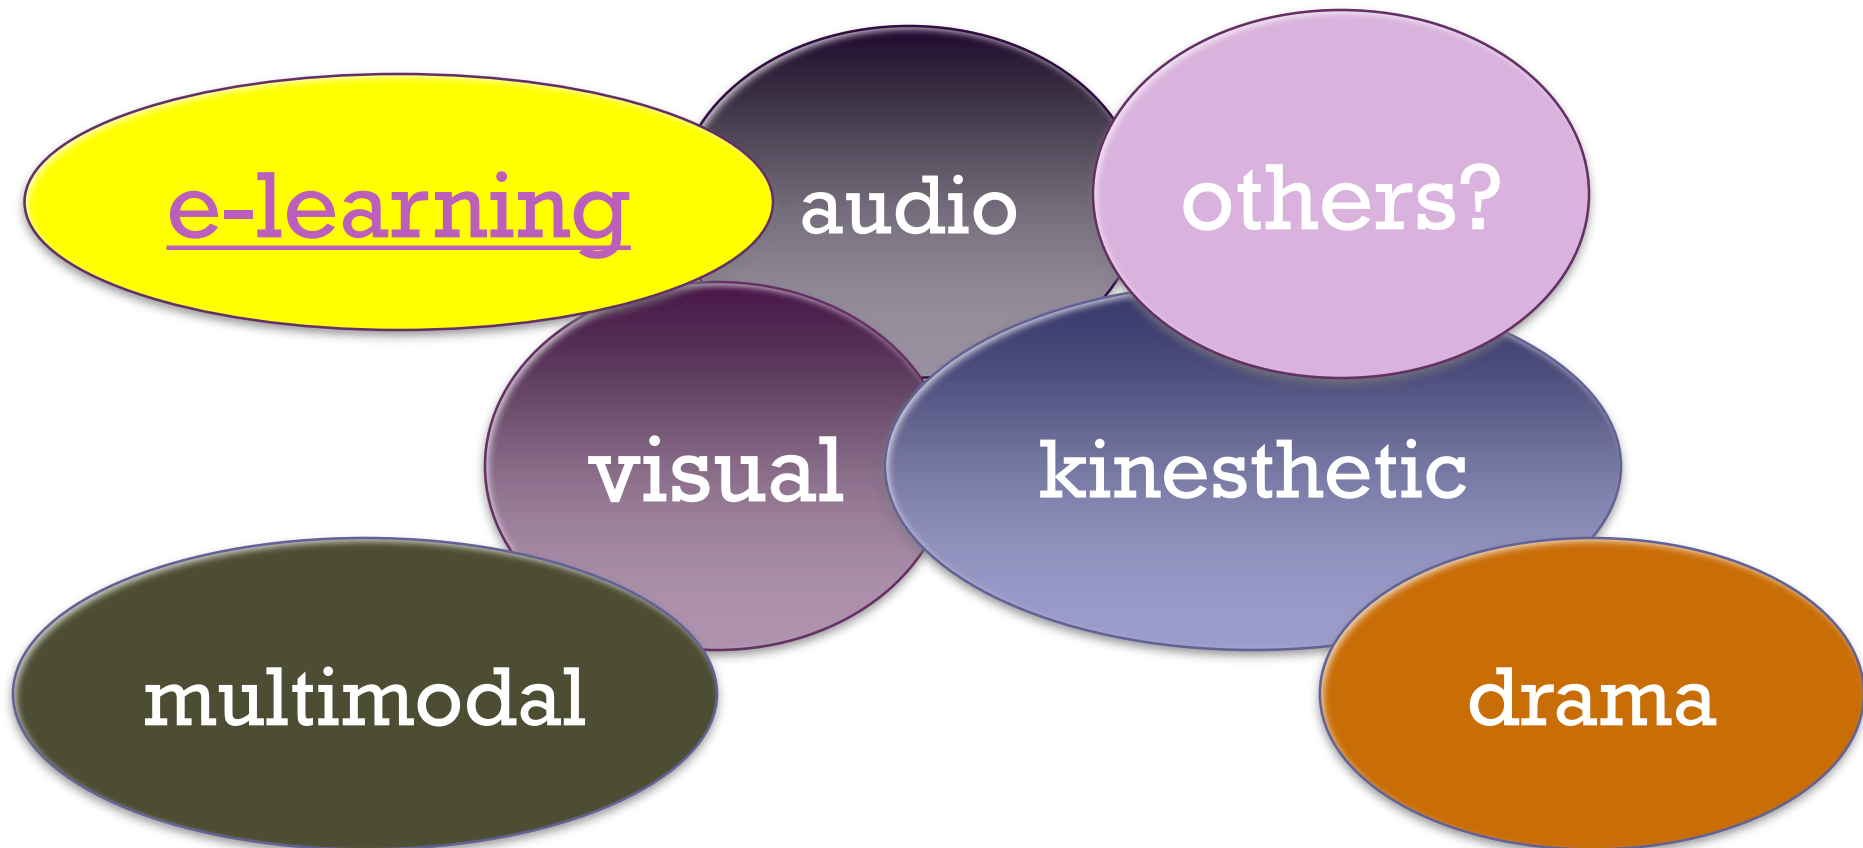 e-learning
audio
others?
visual
kinesthetic
multimodal
drama